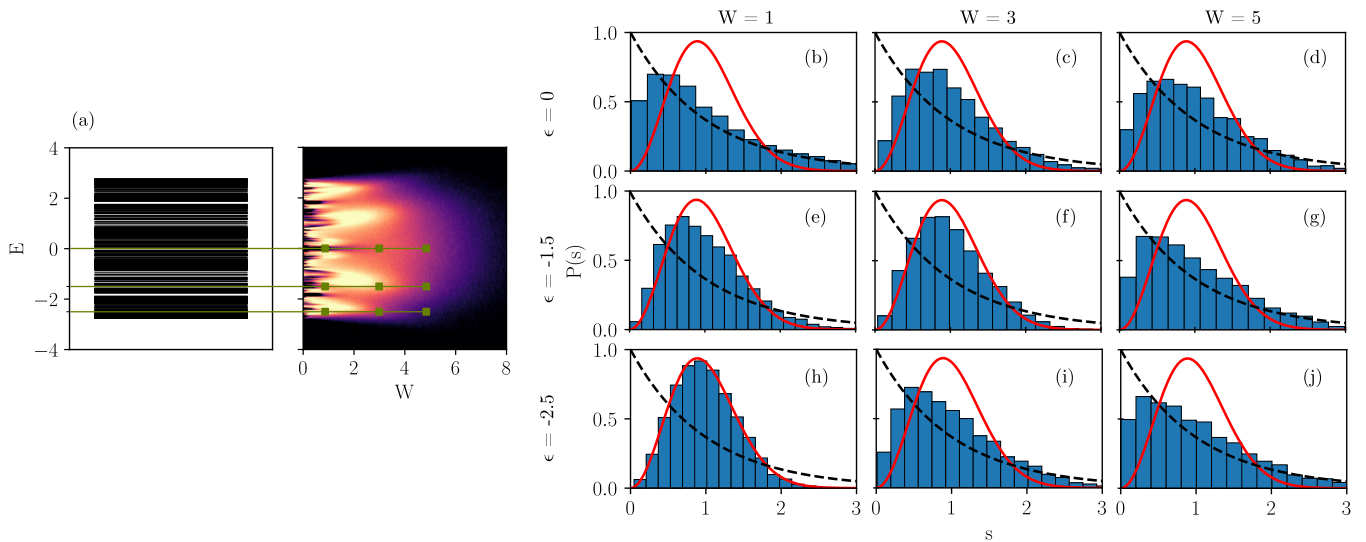 (a)
4
2
0
−2
−4
E
0 2 4 6 8
W
W = 1
W = 3
W = 5
ϵ = 0
ϵ = -1.5
ϵ = -2.5
P(s)
1.0
0.5
0.0
(b)
(c)
(d)
1.0
0.5
0.0
(e)
(f)
(g)
1.0
0.5
0.0
(h)
(i)
(j)
0 1 2 3
0 1 2 3
0 1 2 3
s